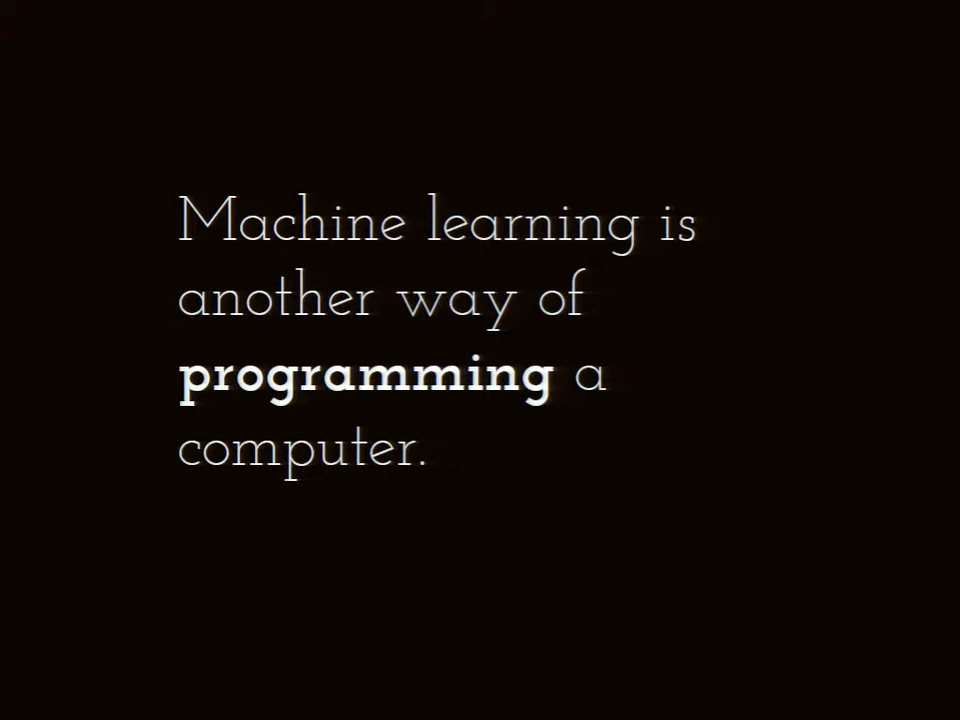 Machine learning is
another way of
programming a
computer.